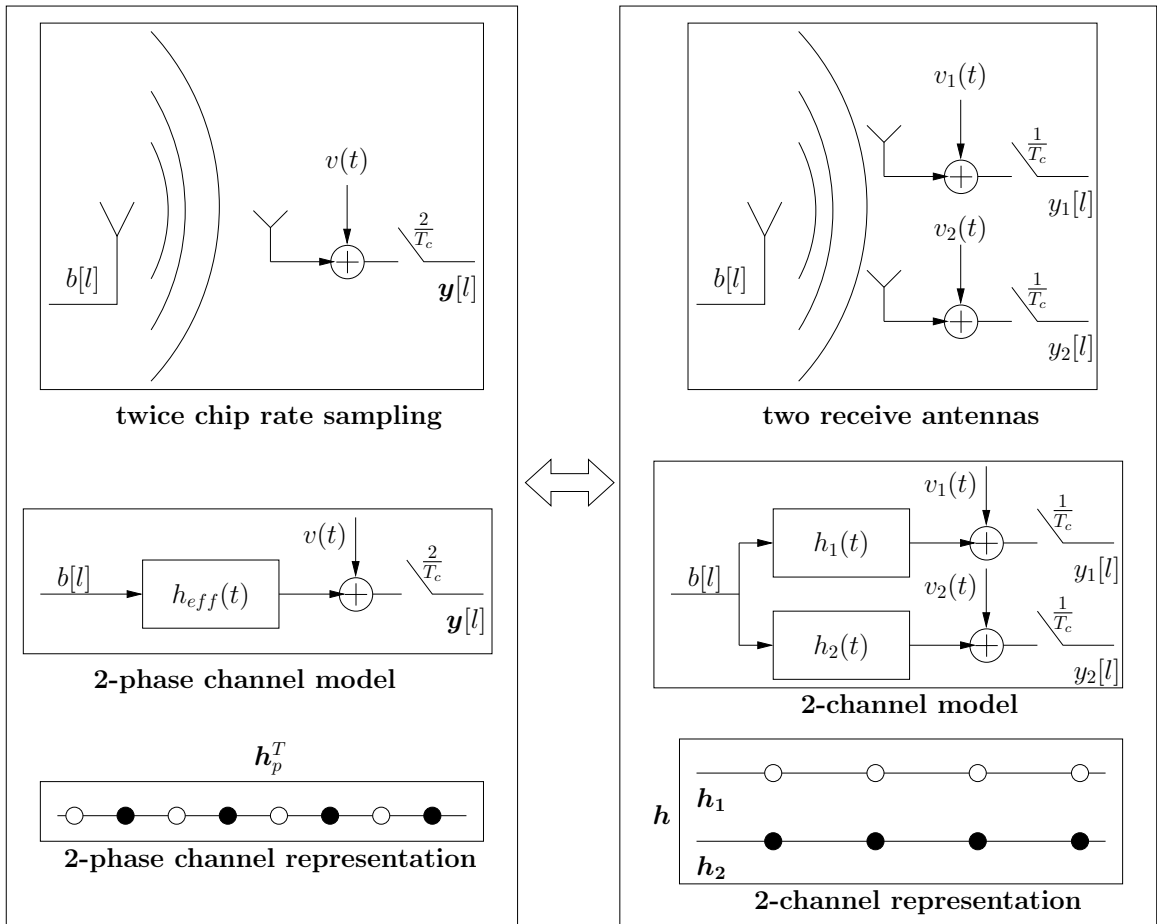 b[l]
v(t)
2/T_c
y[l]
twice chip rate sampling
b[l]
h_{eff}(t)
v(t)
2/T_c
y[l]
2-phase channel model
h_p^T
2-phase channel representation
b[l]
v_1(t)
1/T_c
y_1[l]
v_2(t)
1/T_c
y_2[l]
two receive antennas
b[l]
h_1(t)
v_1(t)
1/T_c
y_1[l]
h_2(t)
v_2(t)
1/T_c
y_2[l]
2-channel model
h
h_1
h_2
2-channel representation